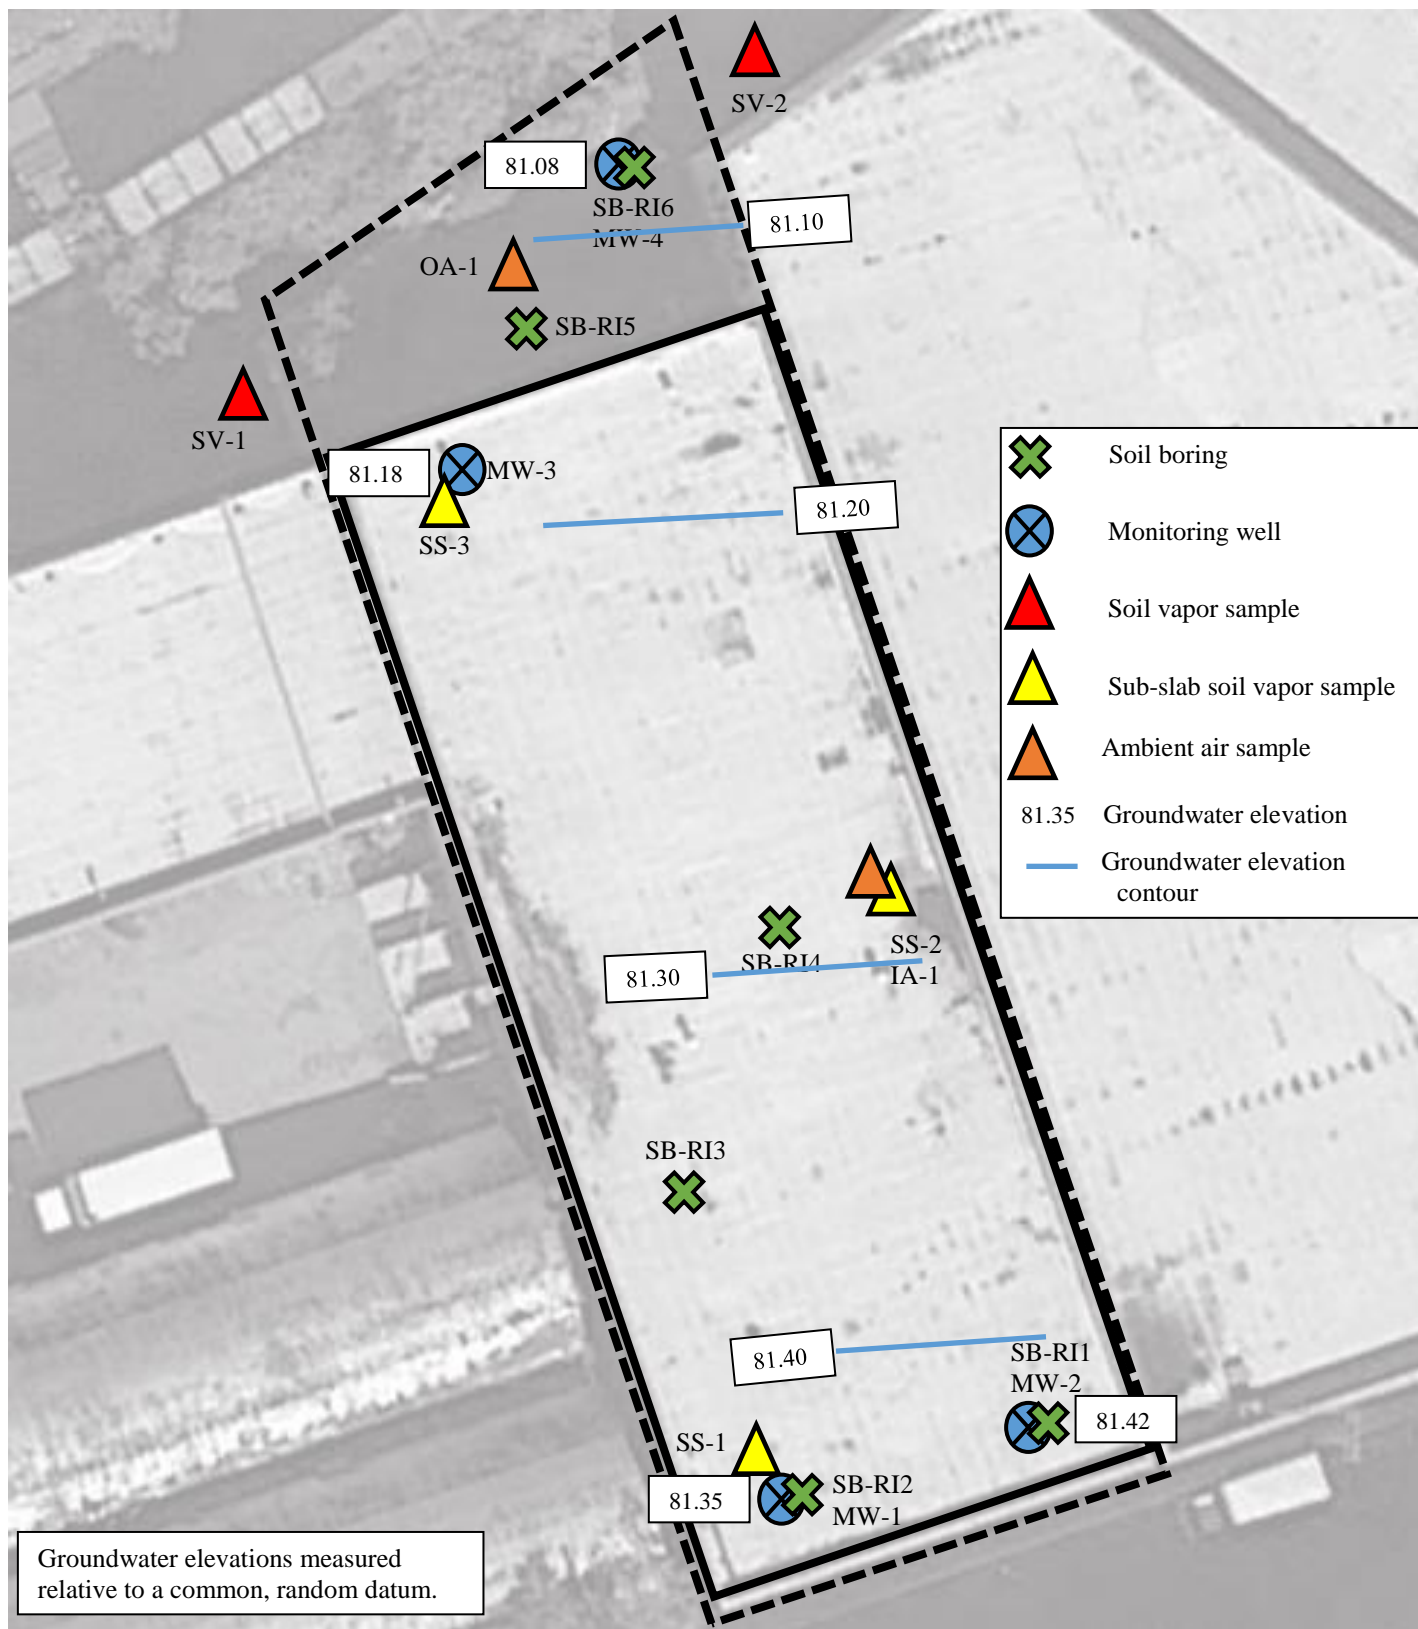 SV-2
81.08
SB-RI6
MW-4
81.10
OA-1
SB-RI5
SV-1
81.18
MW-3
SS-3
81.20
Soil boring
Monitoring well
Soil vapor sample
Sub-slab soil vapor sample
Ambient air sample
81.35 Groundwater elevation
Groundwater elevation
contour
SB-RI4
SS-2
IA-1
81.30
SB-RI3
81.40
SB-RI1
MW-2
81.42
SS-1
81.35
SB-RI2
MW-1
Groundwater elevations measured
relative to a common, random datum.